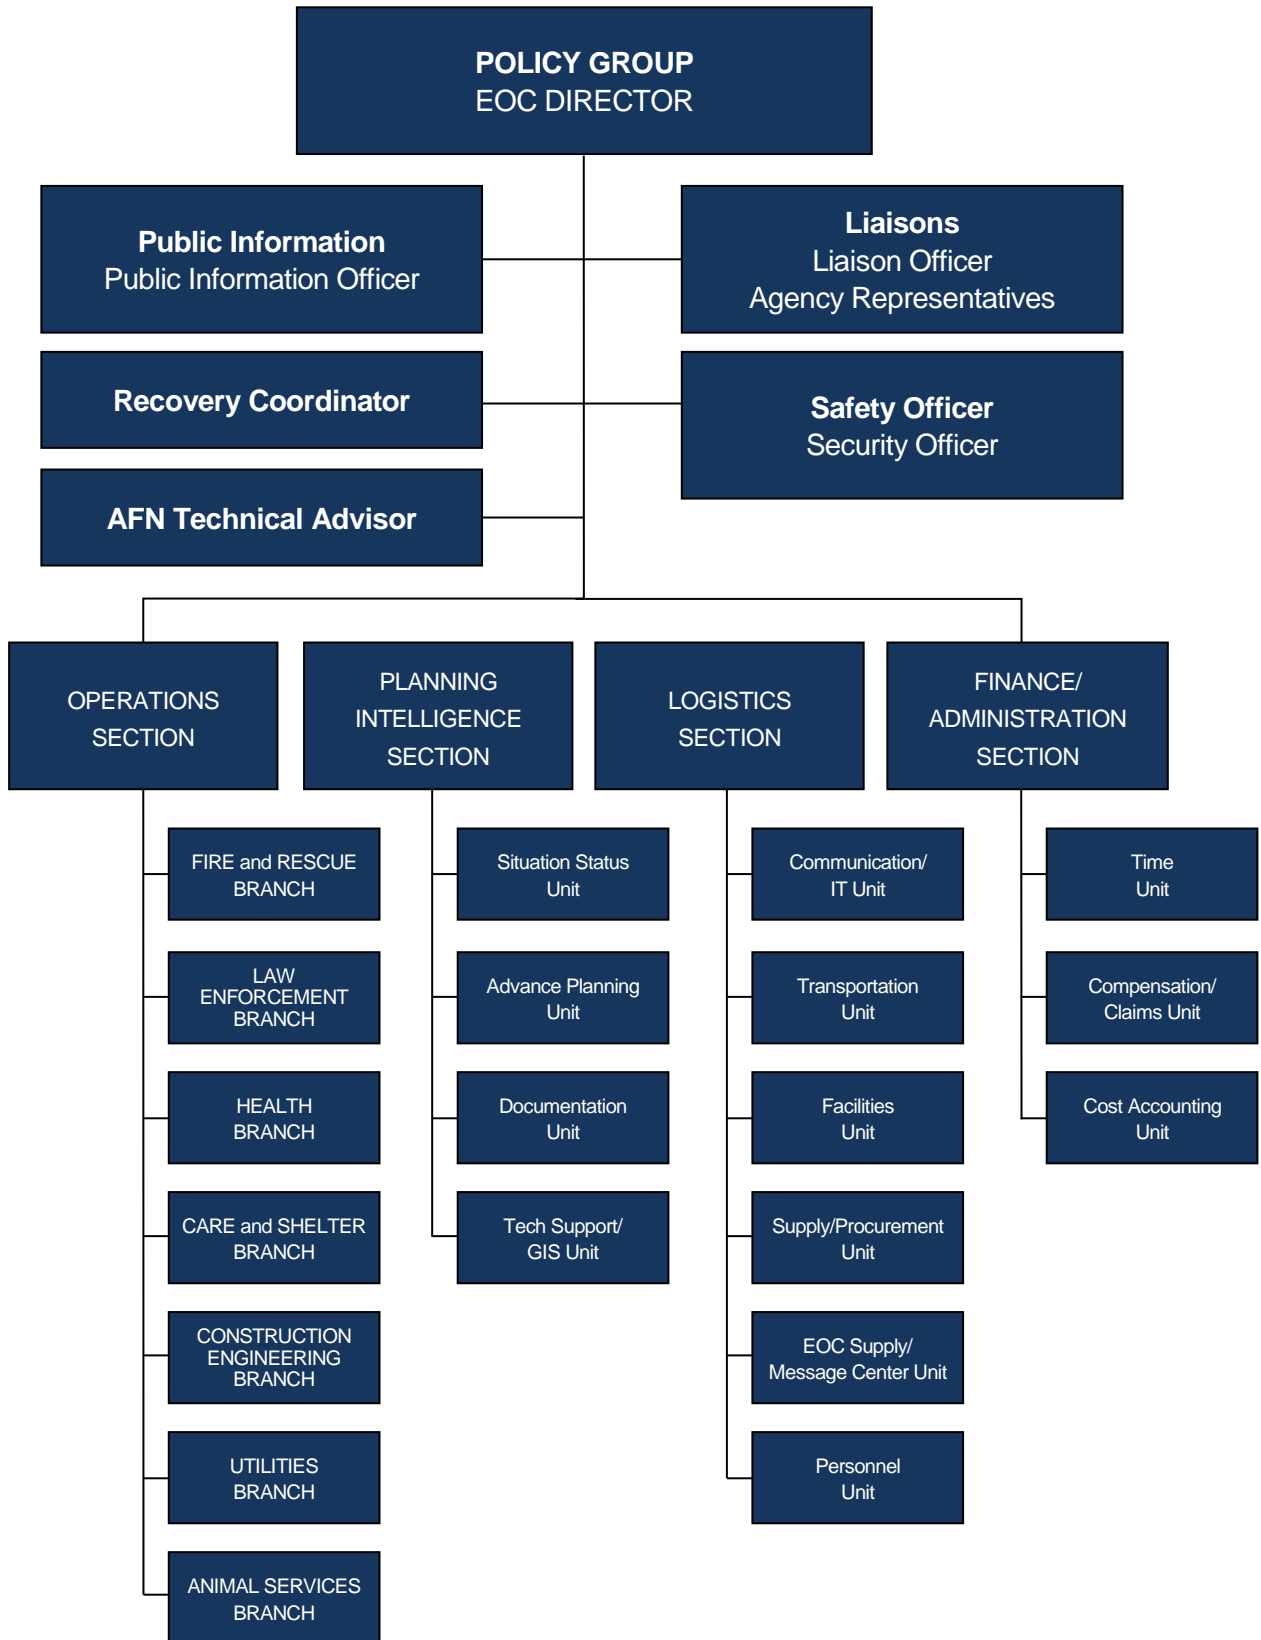 POLICY GROUP
EOC DIRECTOR
Public Information
Public Information Officer
Liaisons
Liaison Officer
Agency Representatives
Recovery Coordinator
Safety Officer
Security Officer
AFN Technical Advisor
OPERATIONS
SECTION
PLANNING
INTELLIGENCE
SECTION
LOGISTICS
SECTION
FINANCE/
ADMINISTRATION
SECTION
FIRE and RESCUE
BRANCH
LAW
ENFORCEMENT
BRANCH
HEALTH
BRANCH
CARE and SHELTER
BRANCH
CONSTRUCTION
ENGINEERING
BRANCH
UTILITIES
BRANCH
ANIMAL SERVICES
BRANCH
Situation Status
Unit
Advance Planning
Unit
Documentation
Unit
Tech Support/
GIS Unit
Communication/
IT Unit
Transportation
Unit
Facilities
Unit
Supply/Procurement
Unit
EOC Supply/
Message Center Unit
Personnel
Unit
Time
Unit
Compensation/
Claims Unit
Cost Accounting
Unit